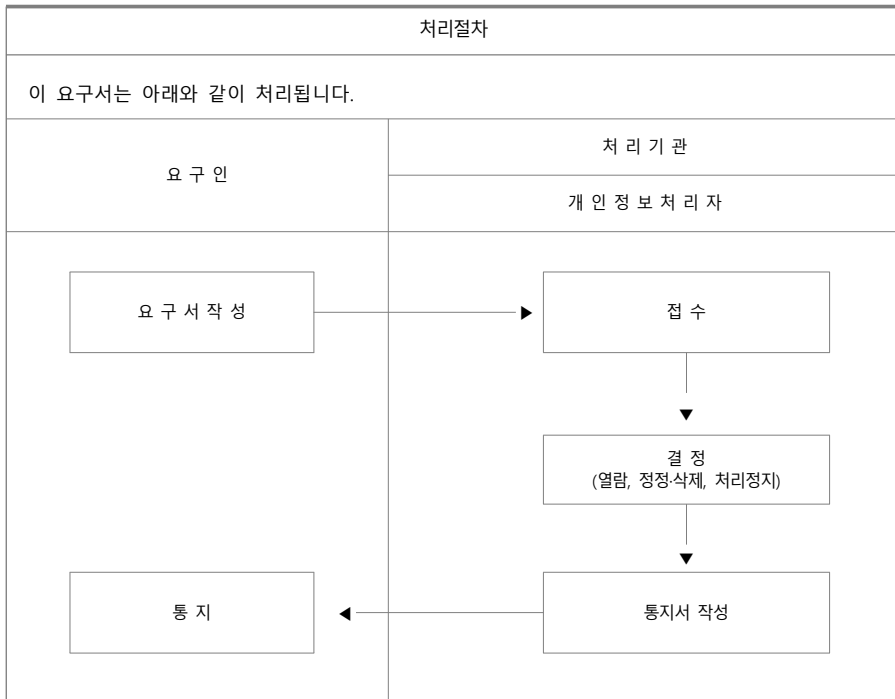 처리절차
이 요구서는 아래와 같이 처리됩니다.
요 구 인
처 리 기 관
개 인 정 보 처 리 자
요 구 서 작 성
접 수
결 정
(열람, 정정·삭제, 처리정지)
통 지
통지서 작성